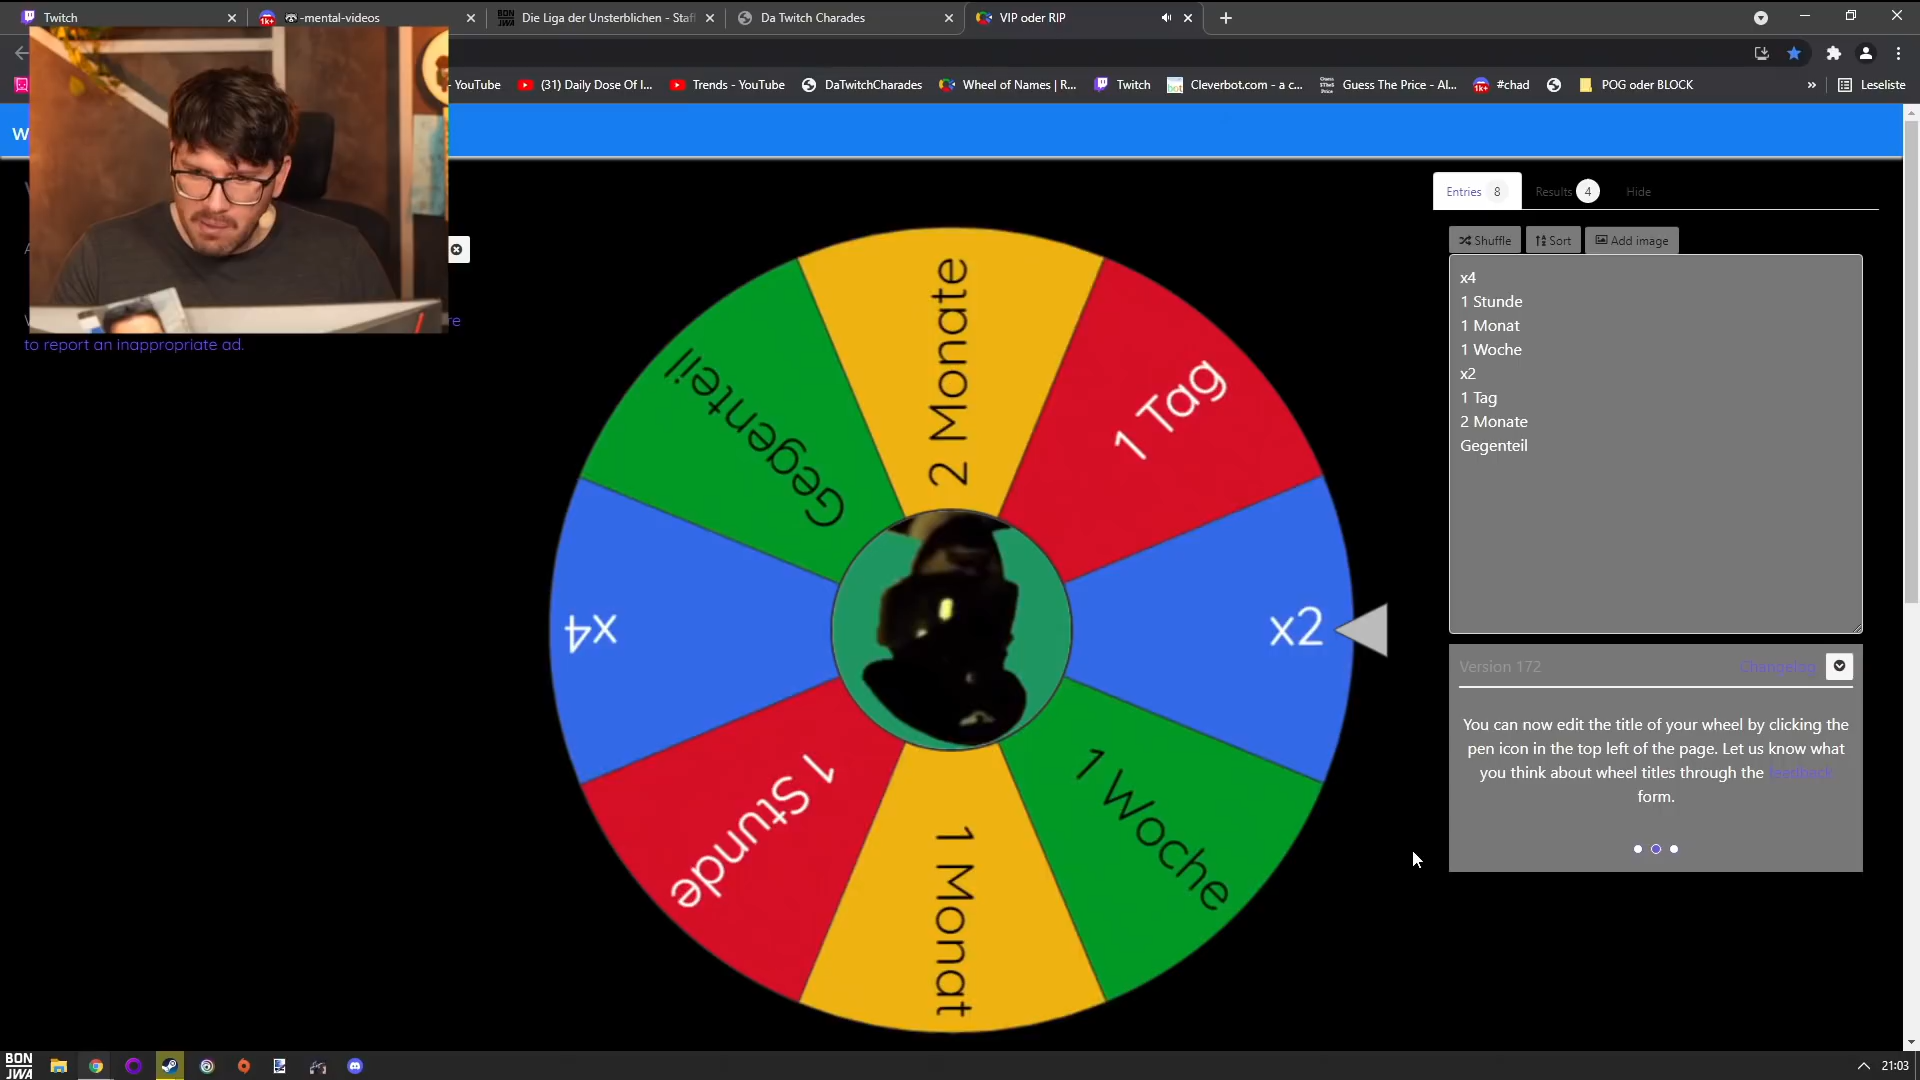 Twitch
-mental-videos
Die Liga der Unsterblichen - Staf
Da Twitch Charades
VIP oder RIP
- YouTube
(31) Daily Dose Of I...
Trends - YouTube
DaTwitchCharades
Wheel of Names | R...
Twitch
Cleverbot.com - a c...
Guess The Price - Al...
#chad
POG oder BLOCK
»
Leseliste
w
Entries 8
Results 4
Hide
Shuffle
Sort
Add image
x4
1 Stunde
1 Monat
1 Woche
x2
1 Tag
2 Monate
Gegenteil
re
to report an inappropriate ad.
2 Monate
1 Tag
x2
1 Woche
1 Monat
1 Stunde
x4
Gegenteil
Version 172
Changelog
You can now edit the title of your wheel by clicking the
pen icon in the top left of the page. Let us know what
you think about wheel titles through the feedback
form.
BON
JWA
21:03